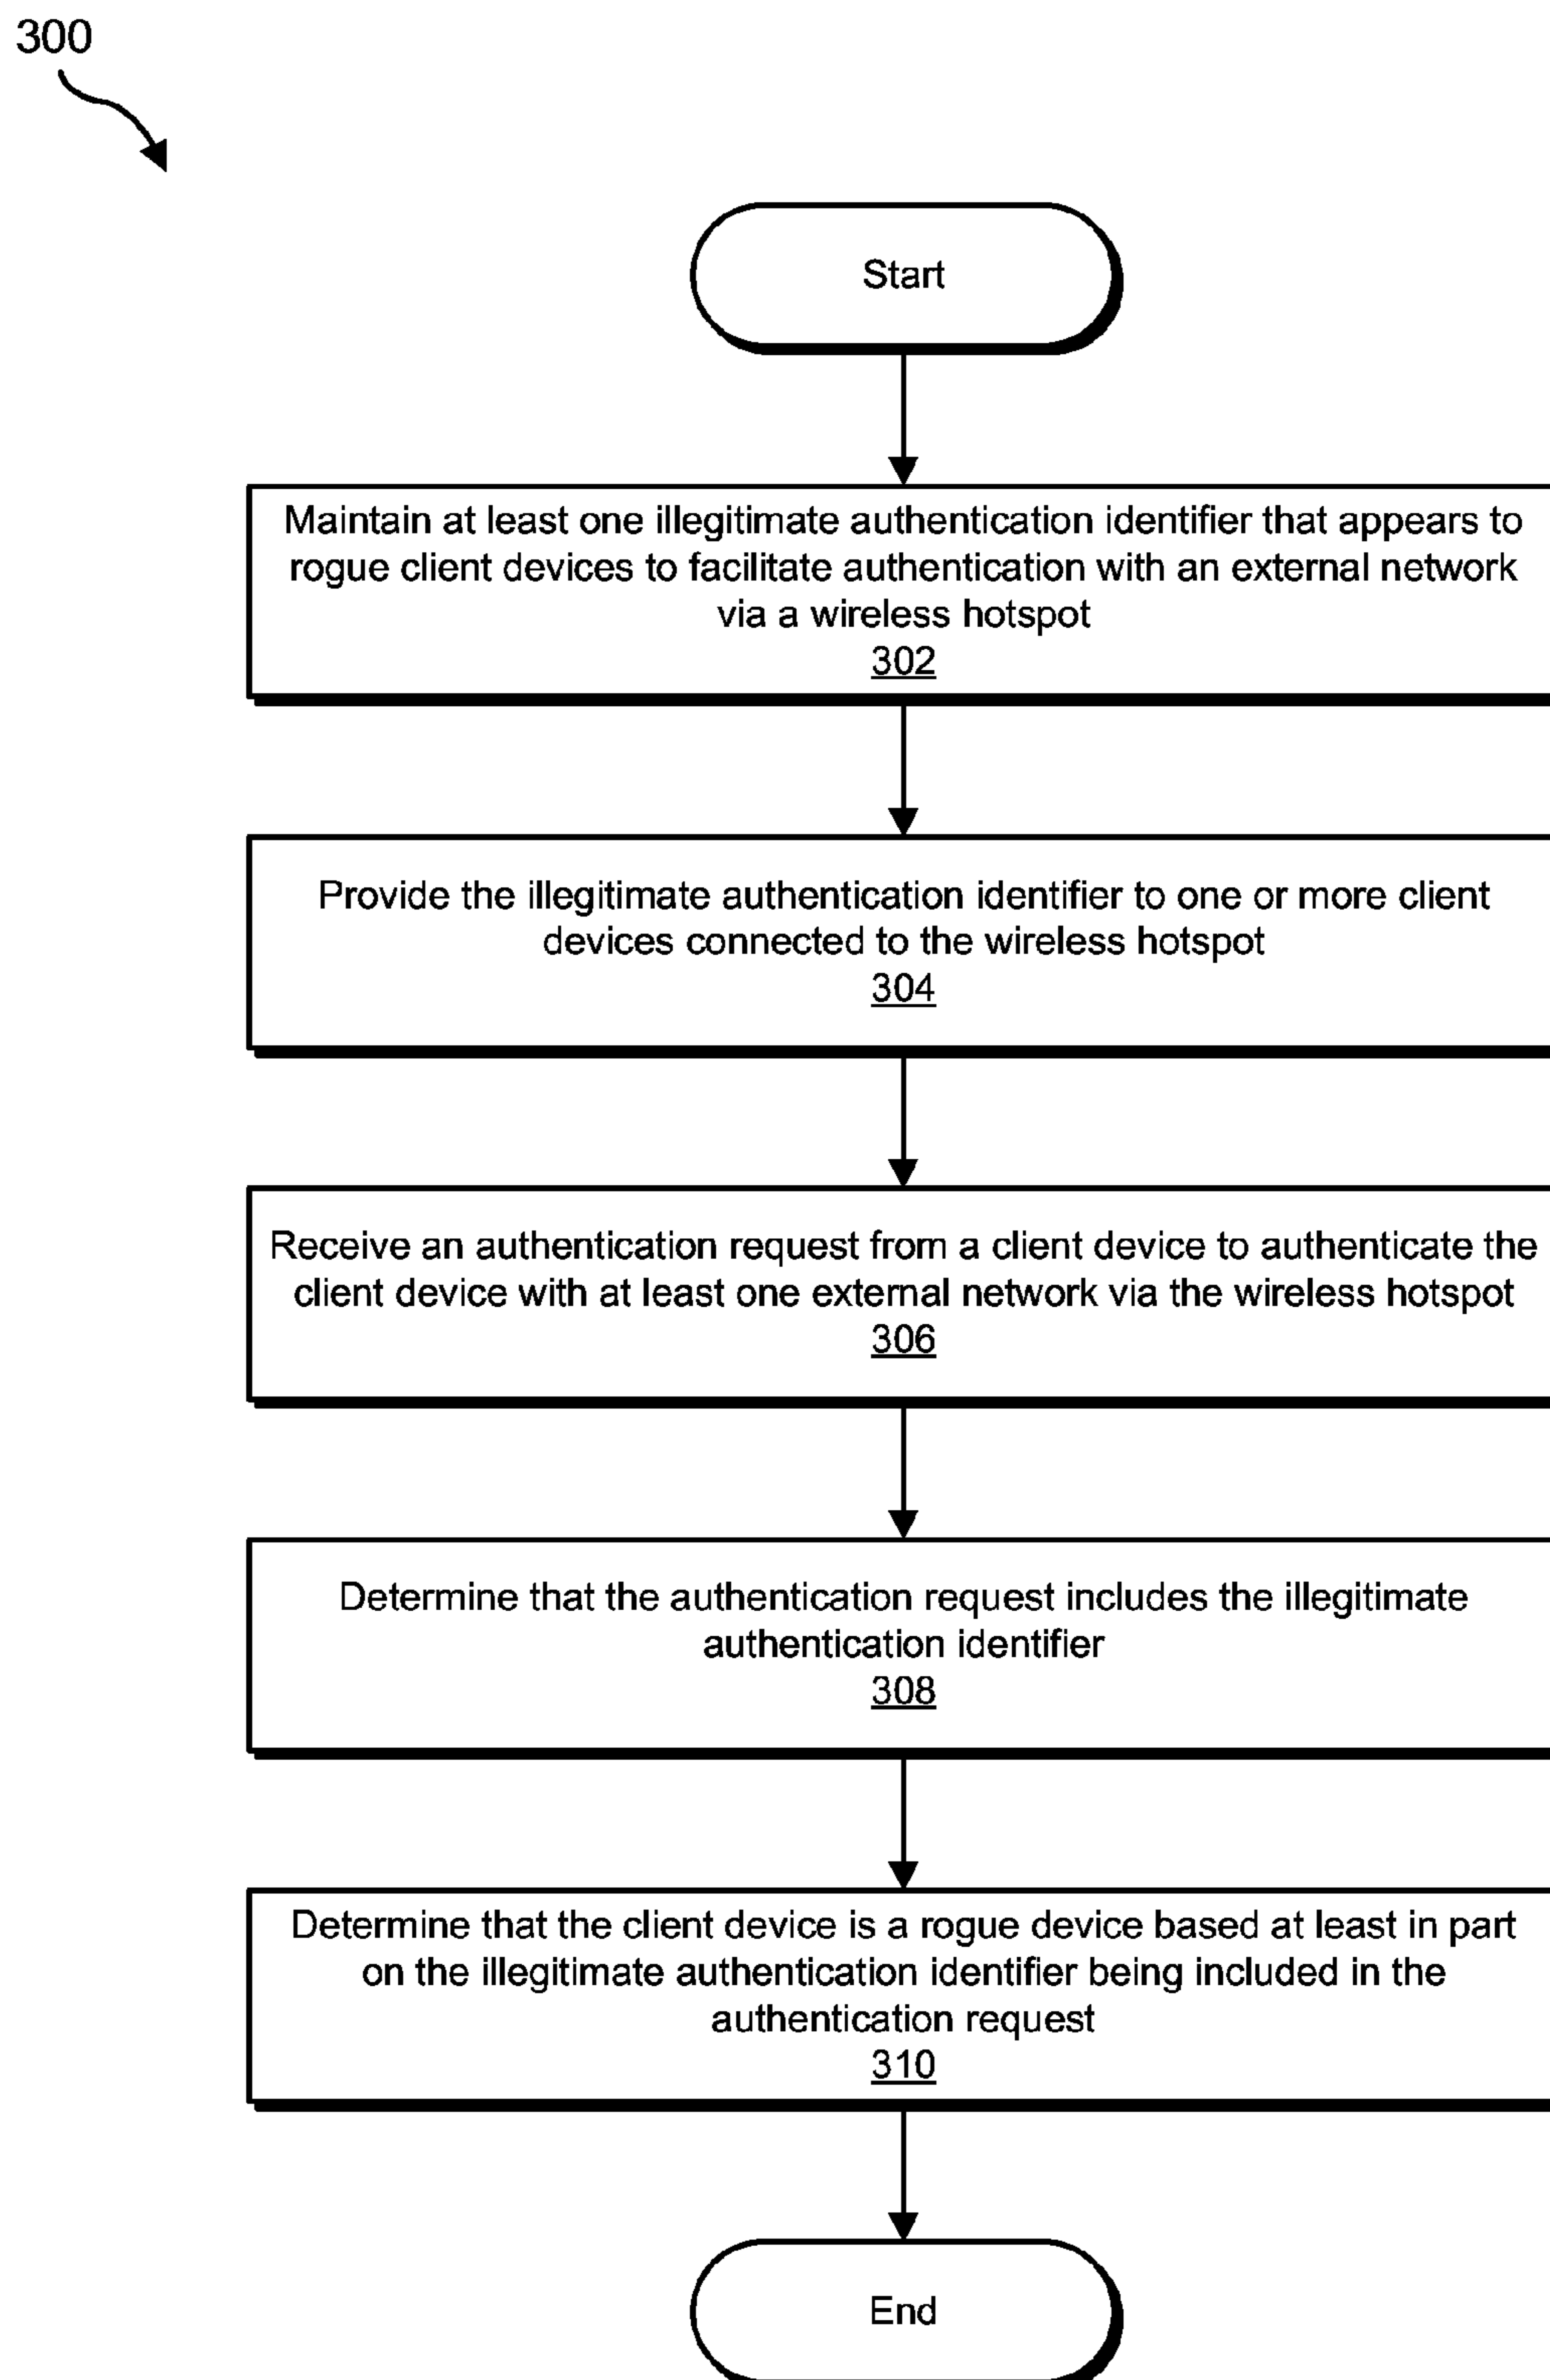 300
Start
Maintain at least one illegitimate authentication identifier that appears to
rogue client devices to facilitate authentication with an external network
via a wireless hotspot
302
Provide the illegitimate authentication identifier to one or more client
devices connected to the wireless hotspot
304
Receive an authentication request from a client device to authenticate the
client device with at least one external network via the wireless hotspot
306
Determine that the authentication request includes the illegitimate
authentication identifier
308
Determine that the client device is a rogue device based at least in part
on the illegitimate authentication identifier being included in the
authentication request
310
End